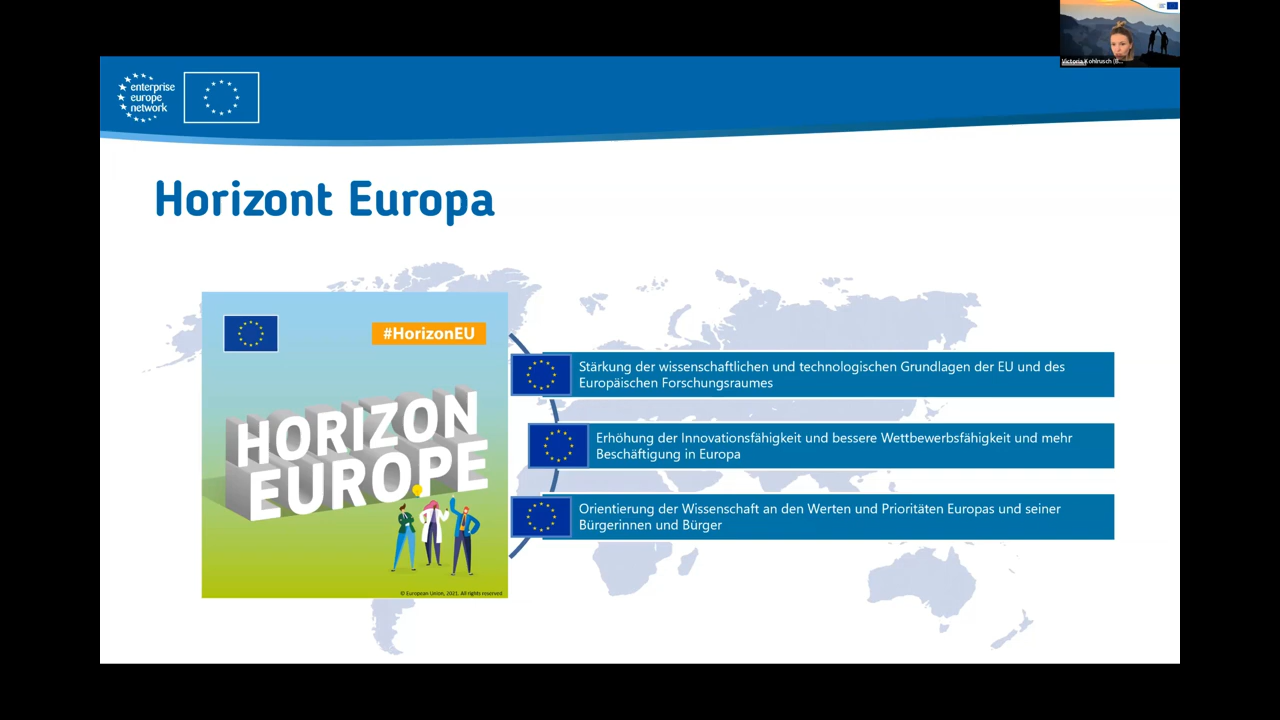 enterprise
europe
network
Victoria Kohlrusch (B...
Horizont Europa
#HorizonEU
HORIZON
EUROPE
© European Union, 2021. All rights reserved.
Stärkung der wissenschaftlichen und technologischen Grundlagen der EU und des
Europäischen Forschungsraumes
Erhöhung der Innovationsfähigkeit und bessere Wettbewerbsfähigkeit und mehr
Beschäftigung in Europa
Orientierung der Wissenschaft an den Werten und Prioritäten Europas und seiner
Bürgerinnen und Bürger